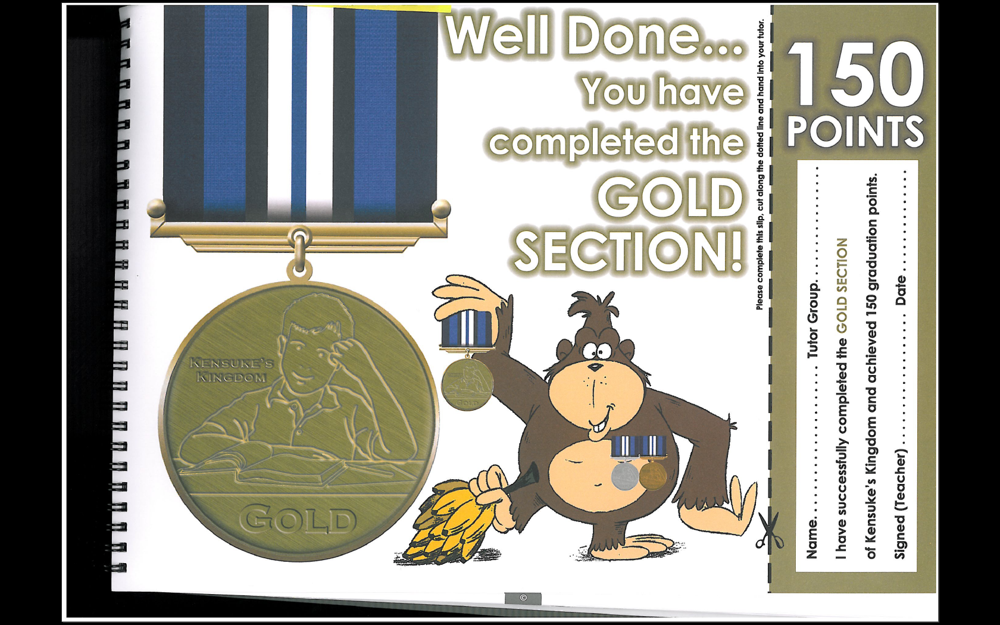 Well Done...
You have
completed the
GOLD
SECTION!
KENSUKE'S
KINGDOM
GOLD
GOLD
Please complete this slip, cut along the dotted line and hand into your tutor.
150
POINTS
Name........................ Tutor Group....................
I have successfully completed the GOLD SECTION
of Kensuke's Kingdom and achieved 150 graduation points.
Signed (Teacher)........................ Date....................
©